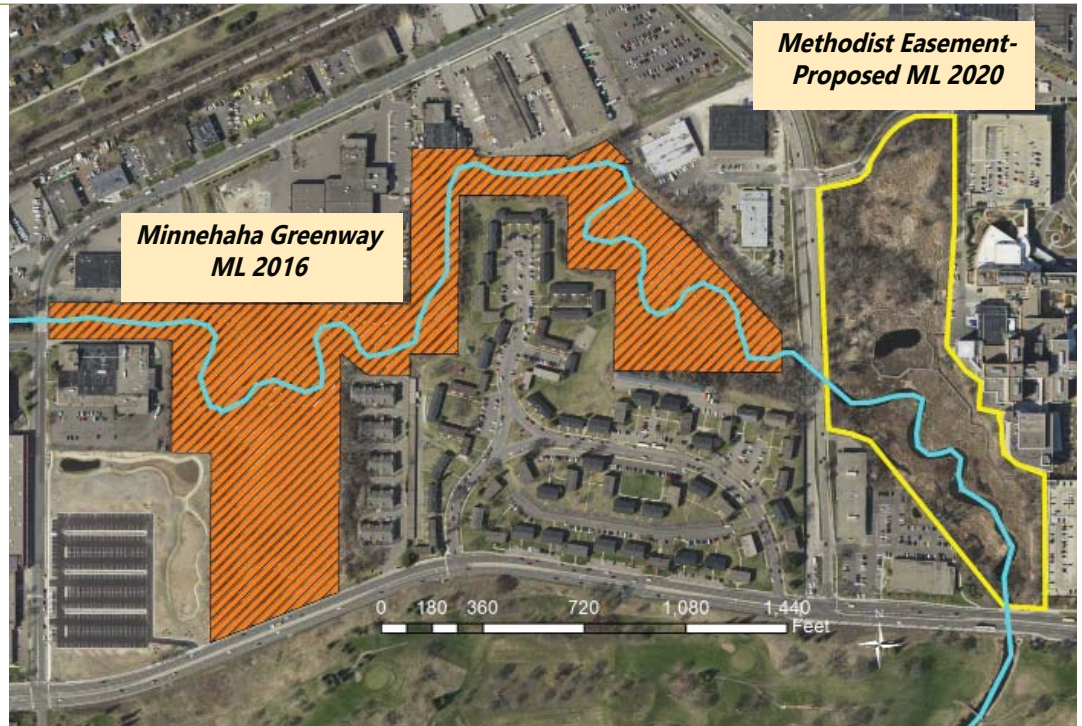 Methodist Easement-
Proposed ML 2020
Minnehaha Greenway
ML 2016
0 180 360 720 1,080 1,440
Feet